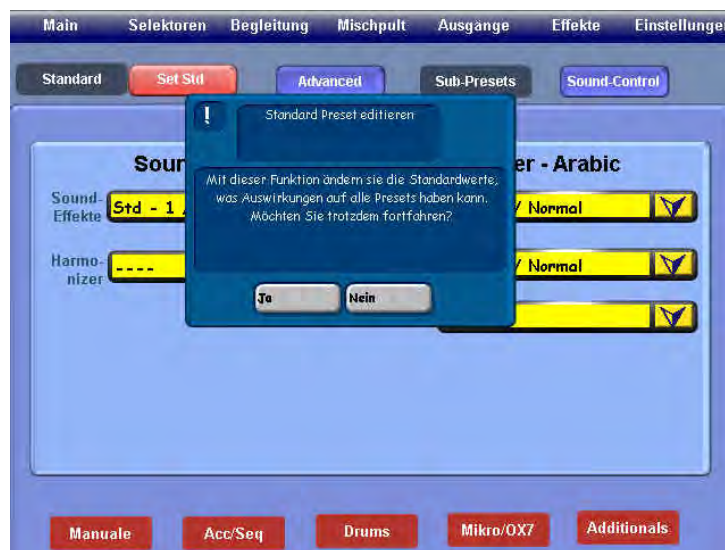 Main Selektoren Begleitung Mischpult Ausgänge Effekte Einstellunge
Standard Set Std Advanced Sub-Presets Sound-Control
! Standard Preset editieren
Sour er - Arabic
Mit dieser Funktion ändern sie die Standardwerte,
was Auswirkungen auf alle Presets haben kann.
Möchten Sie trotzdem fortfahren?
Sound-
Effekte Std - 1 / Normal
Harmo-
nizer ---- / Normal
Ja Nein
Manuale Acc/Seq Drums Mikro/OX7 Additionals